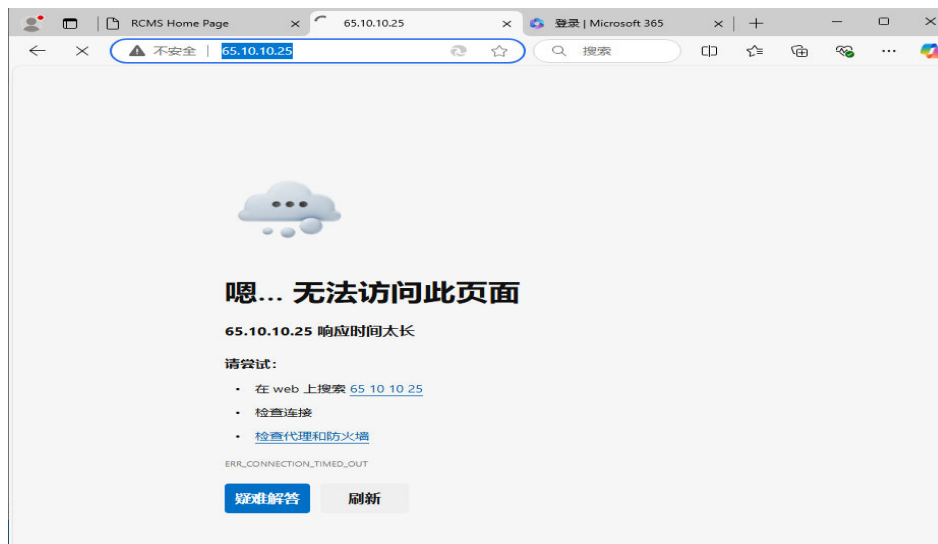 RCMS Home Page
65.10.10.25
登录 | Microsoft 365
不安全
65.10.10.25
搜索
嗯… 无法访问此页面
65.10.10.25 响应时间太长
请尝试:
• 在 web 上搜索 65 10 10 25
• 检查连接
• 检查代理和防火墙
ERR_CONNECTION_TIMED_OUT
疑难解答 刷新